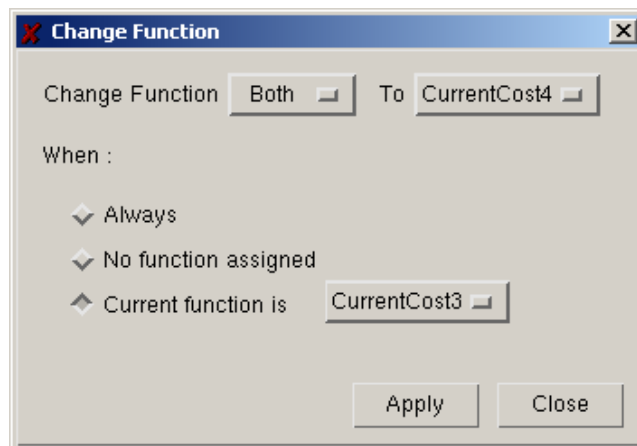 Change Function
Change Function Both To CurrentCost4
When :
Always
No function assigned
Current function is CurrentCost3
Apply Close